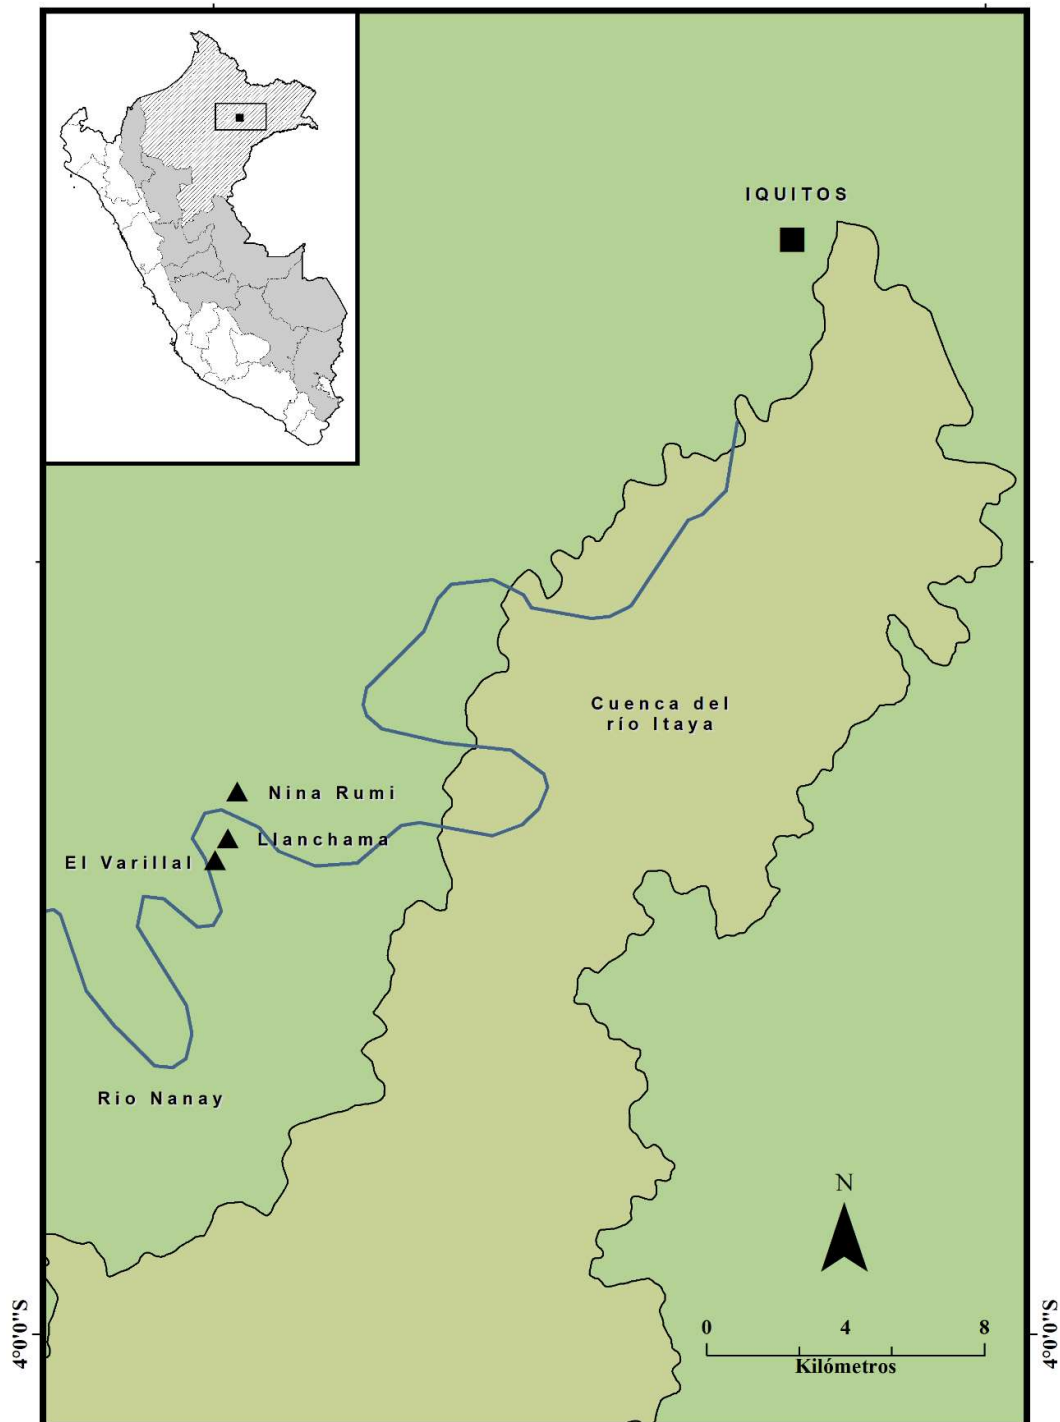 IQUITOS
Cuenca del
río Itaya
Nina Rumi
Llanchama
El Varillal
Rio Nanay
N
0 4 8
Kilómetros
4°0'0"S
4°0'0"S